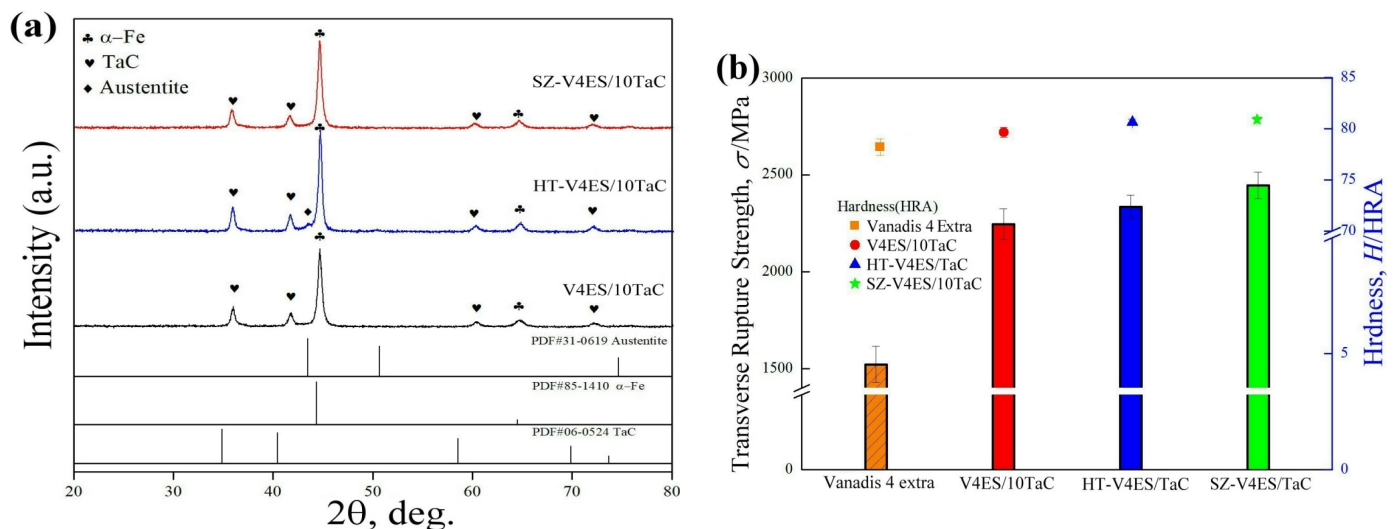 (a)
♣ α–Fe
♥ TaC
♦ Austentite
SZ-V4ES/10TaC
HT-V4ES/10TaC
V4ES/10TaC
PDF#31-0619 Austentite
PDF#85-1410 α–Fe
PDF#06-0524 TaC
Intensity (a.u.)
20 30 40 50 60 70 80
2θ, deg.
(b)
3000
2500
2000
1500
0
Transverse Rupture Strength, σ/MPa
Hardness(HRA)
Vanadis 4 Extra
V4ES/10TaC
HT-V4ES/TaC
SZ-V4ES/10TaC
85
80
75
70
5
0
Hrdness, H/HRA
Vanadis 4 extra V4ES/10TaC HT-V4ES/TaC SZ-V4ES/TaC